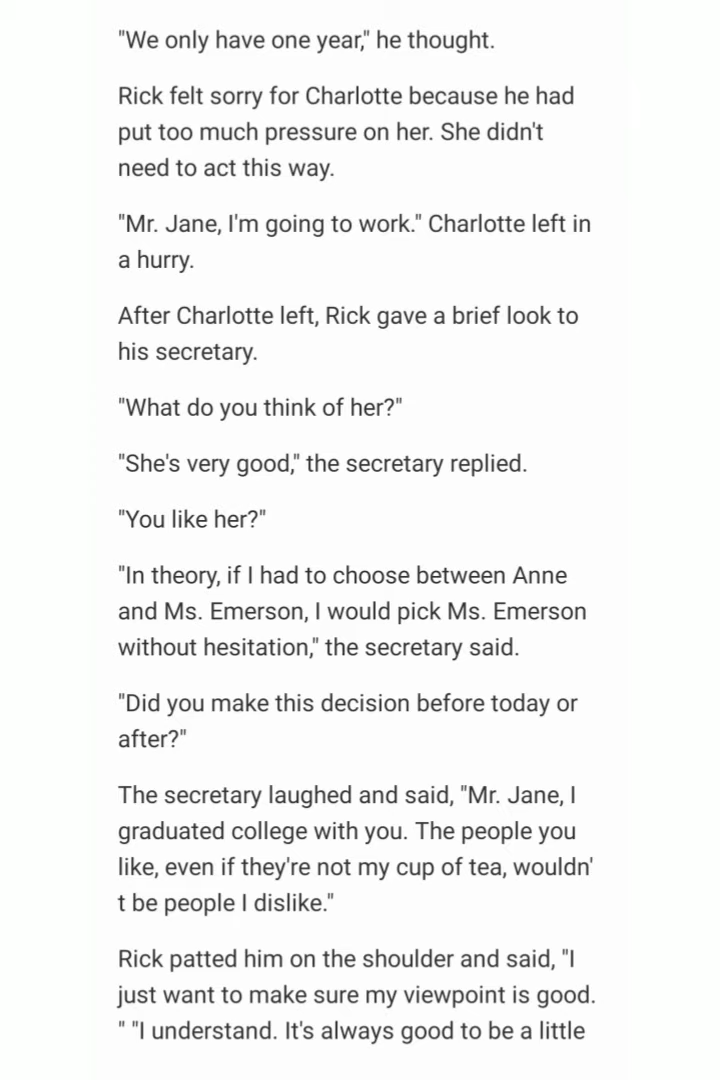 "We only have one year," he thought.
Rick felt sorry for Charlotte because he had
put too much pressure on her. She didn't
need to act this way.
"Mr. Jane, I'm going to work." Charlotte left in
a hurry.
After Charlotte left, Rick gave a brief look to
his secretary.
"What do you think of her?"
"She's very good," the secretary replied.
"You like her?"
"In theory, if I had to choose between Anne
and Ms. Emerson, I would pick Ms. Emerson
without hesitation," the secretary said.
"Did you make this decision before today or
after?"
The secretary laughed and said, "Mr. Jane, I
graduated college with you. The people you
like, even if they're not my cup of tea, wouldn'
t be people I dislike."
Rick patted him on the shoulder and said, "I
just want to make sure my viewpoint is good.
" "I understand. It's always good to be a little